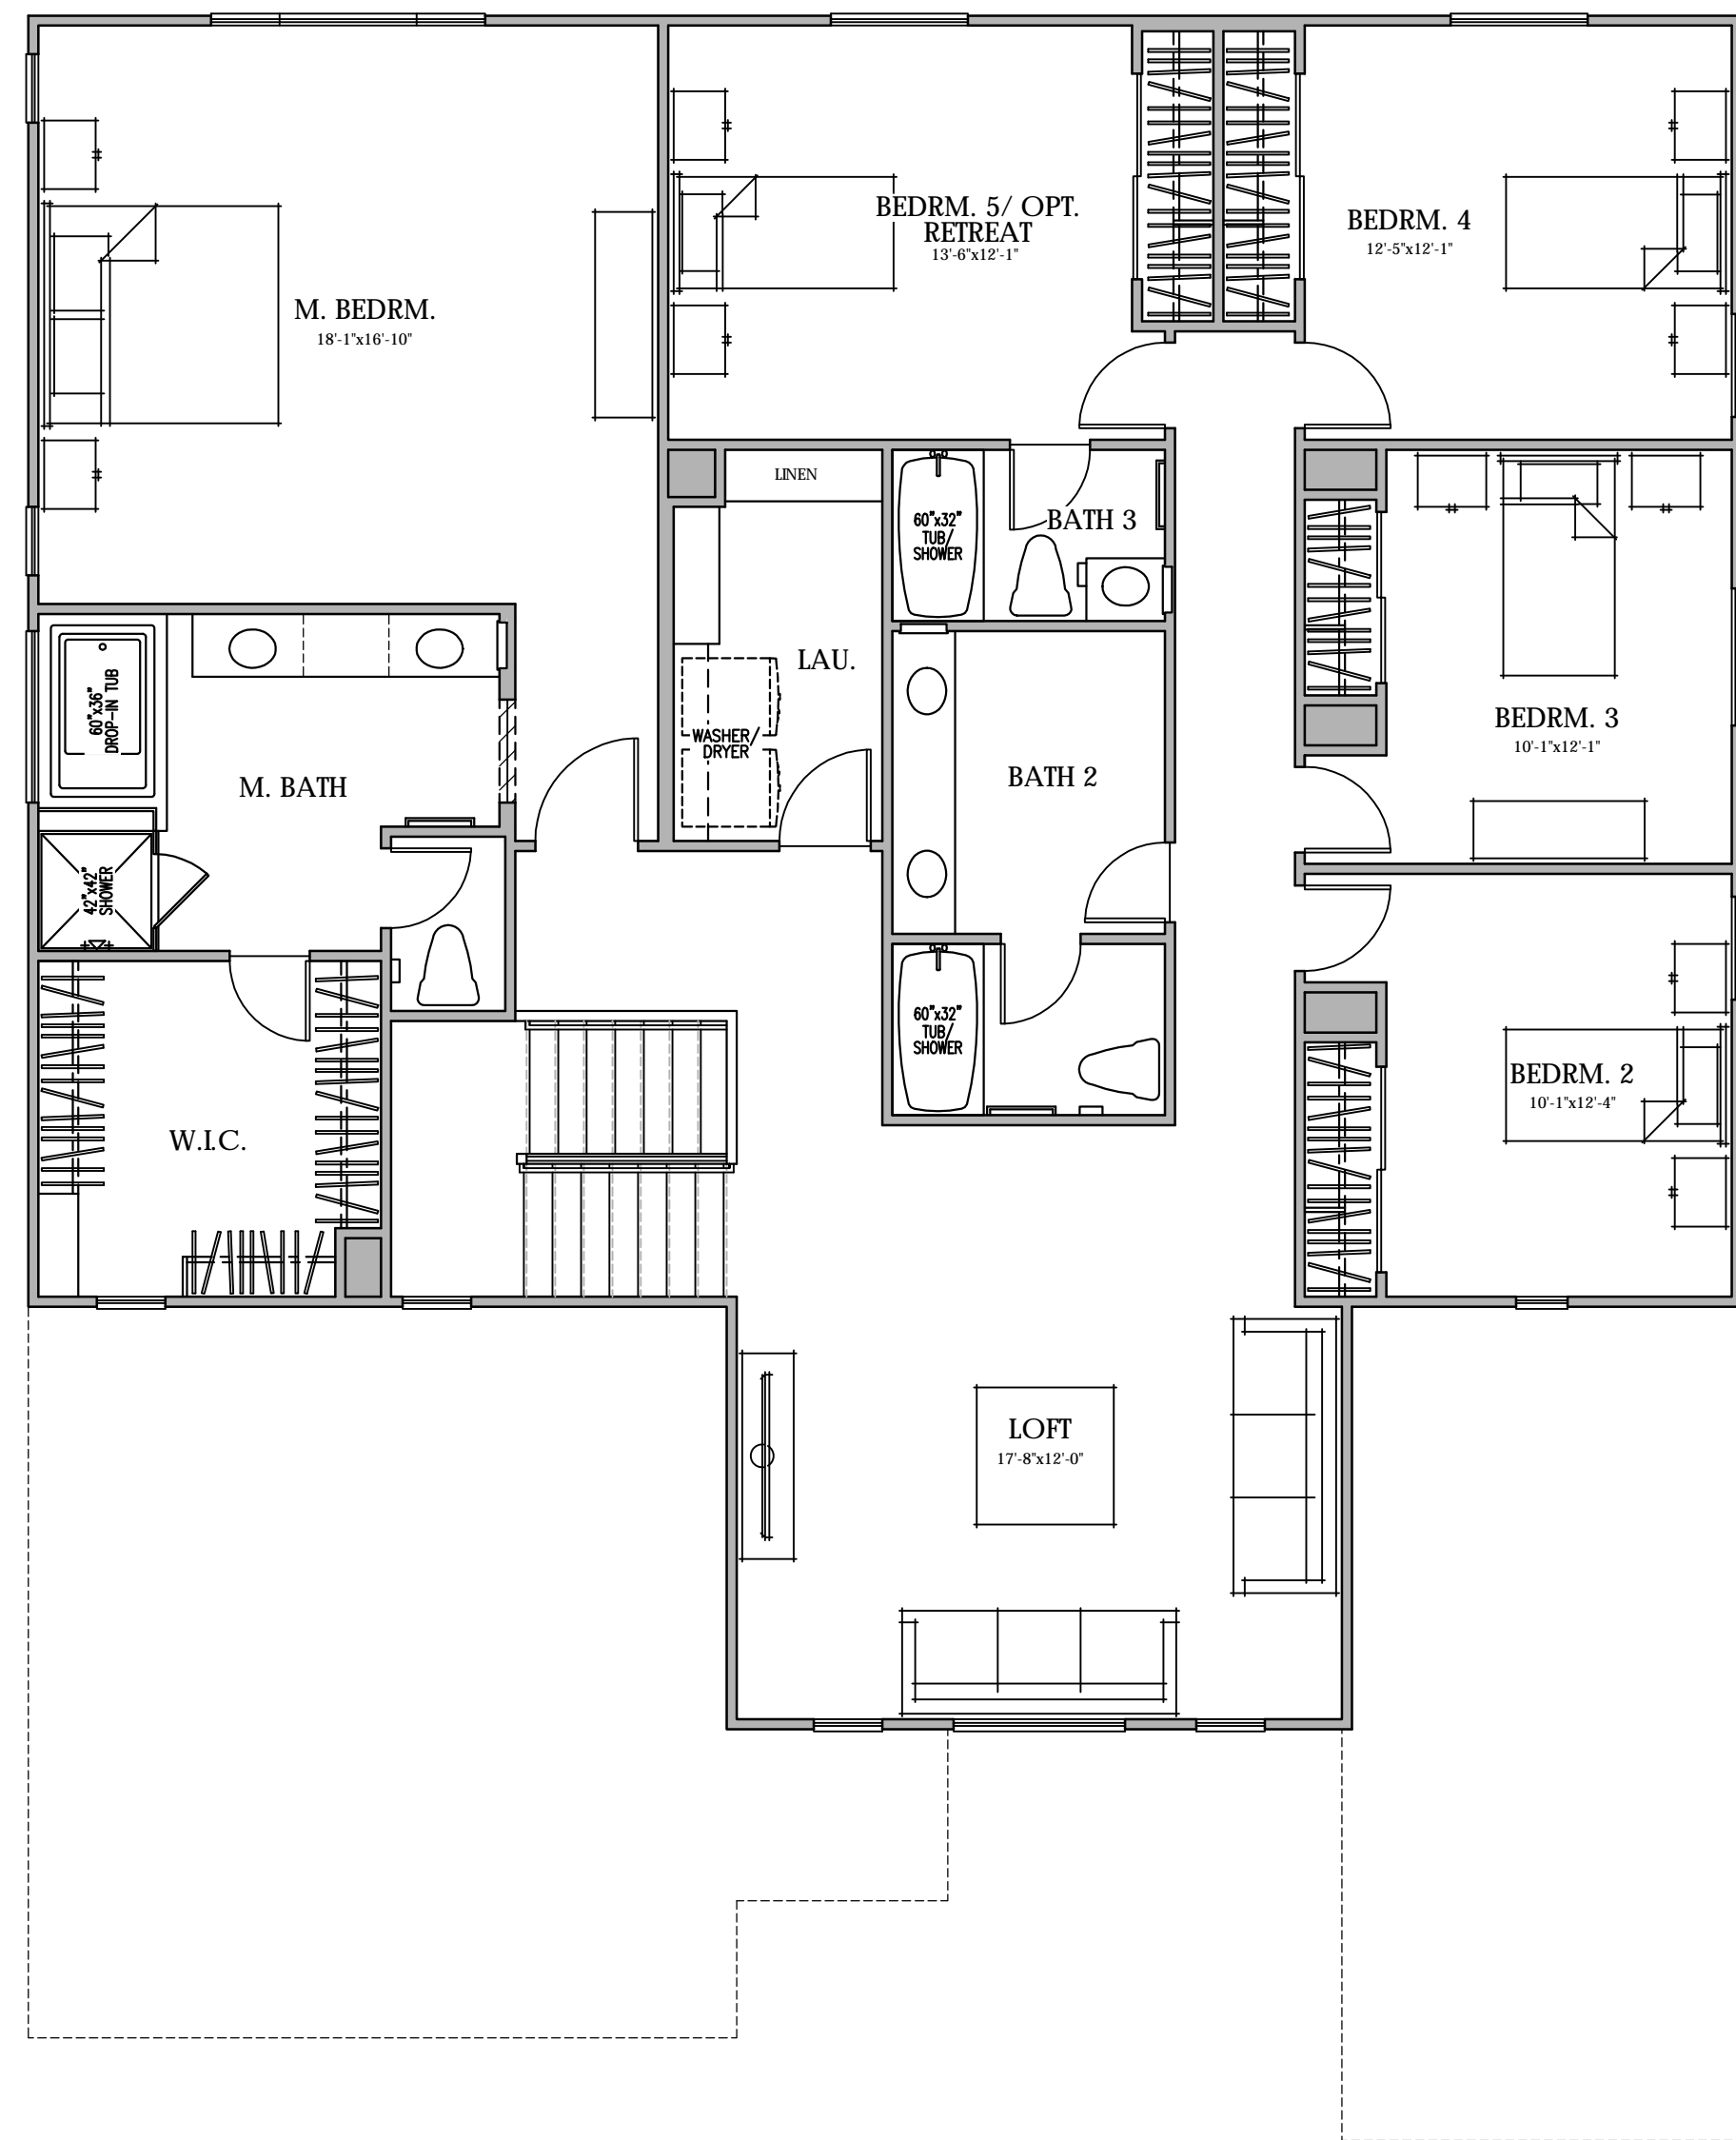 BEDRM. 5/ OPT.
RETREAT
13'-6"x12'-1"
BEDRM. 4
12'-5"x12'-1"
M. BEDRM.
18'-1"x16'-10"
LINEN
60"x32"
TUB/
SHOWER
BATH 3
LAU.
WASHER/
DRYER
60"x36"
DROP-IN TUB
M. BATH
BATH 2
BEDRM. 3
10'-1"x12'-1"
42"x42"
SHOWER
60"x32"
TUB/
SHOWER
W.I.C.
BEDRM. 2
10'-1"x12'-4"
LOFT
17'-8"x12'-0"